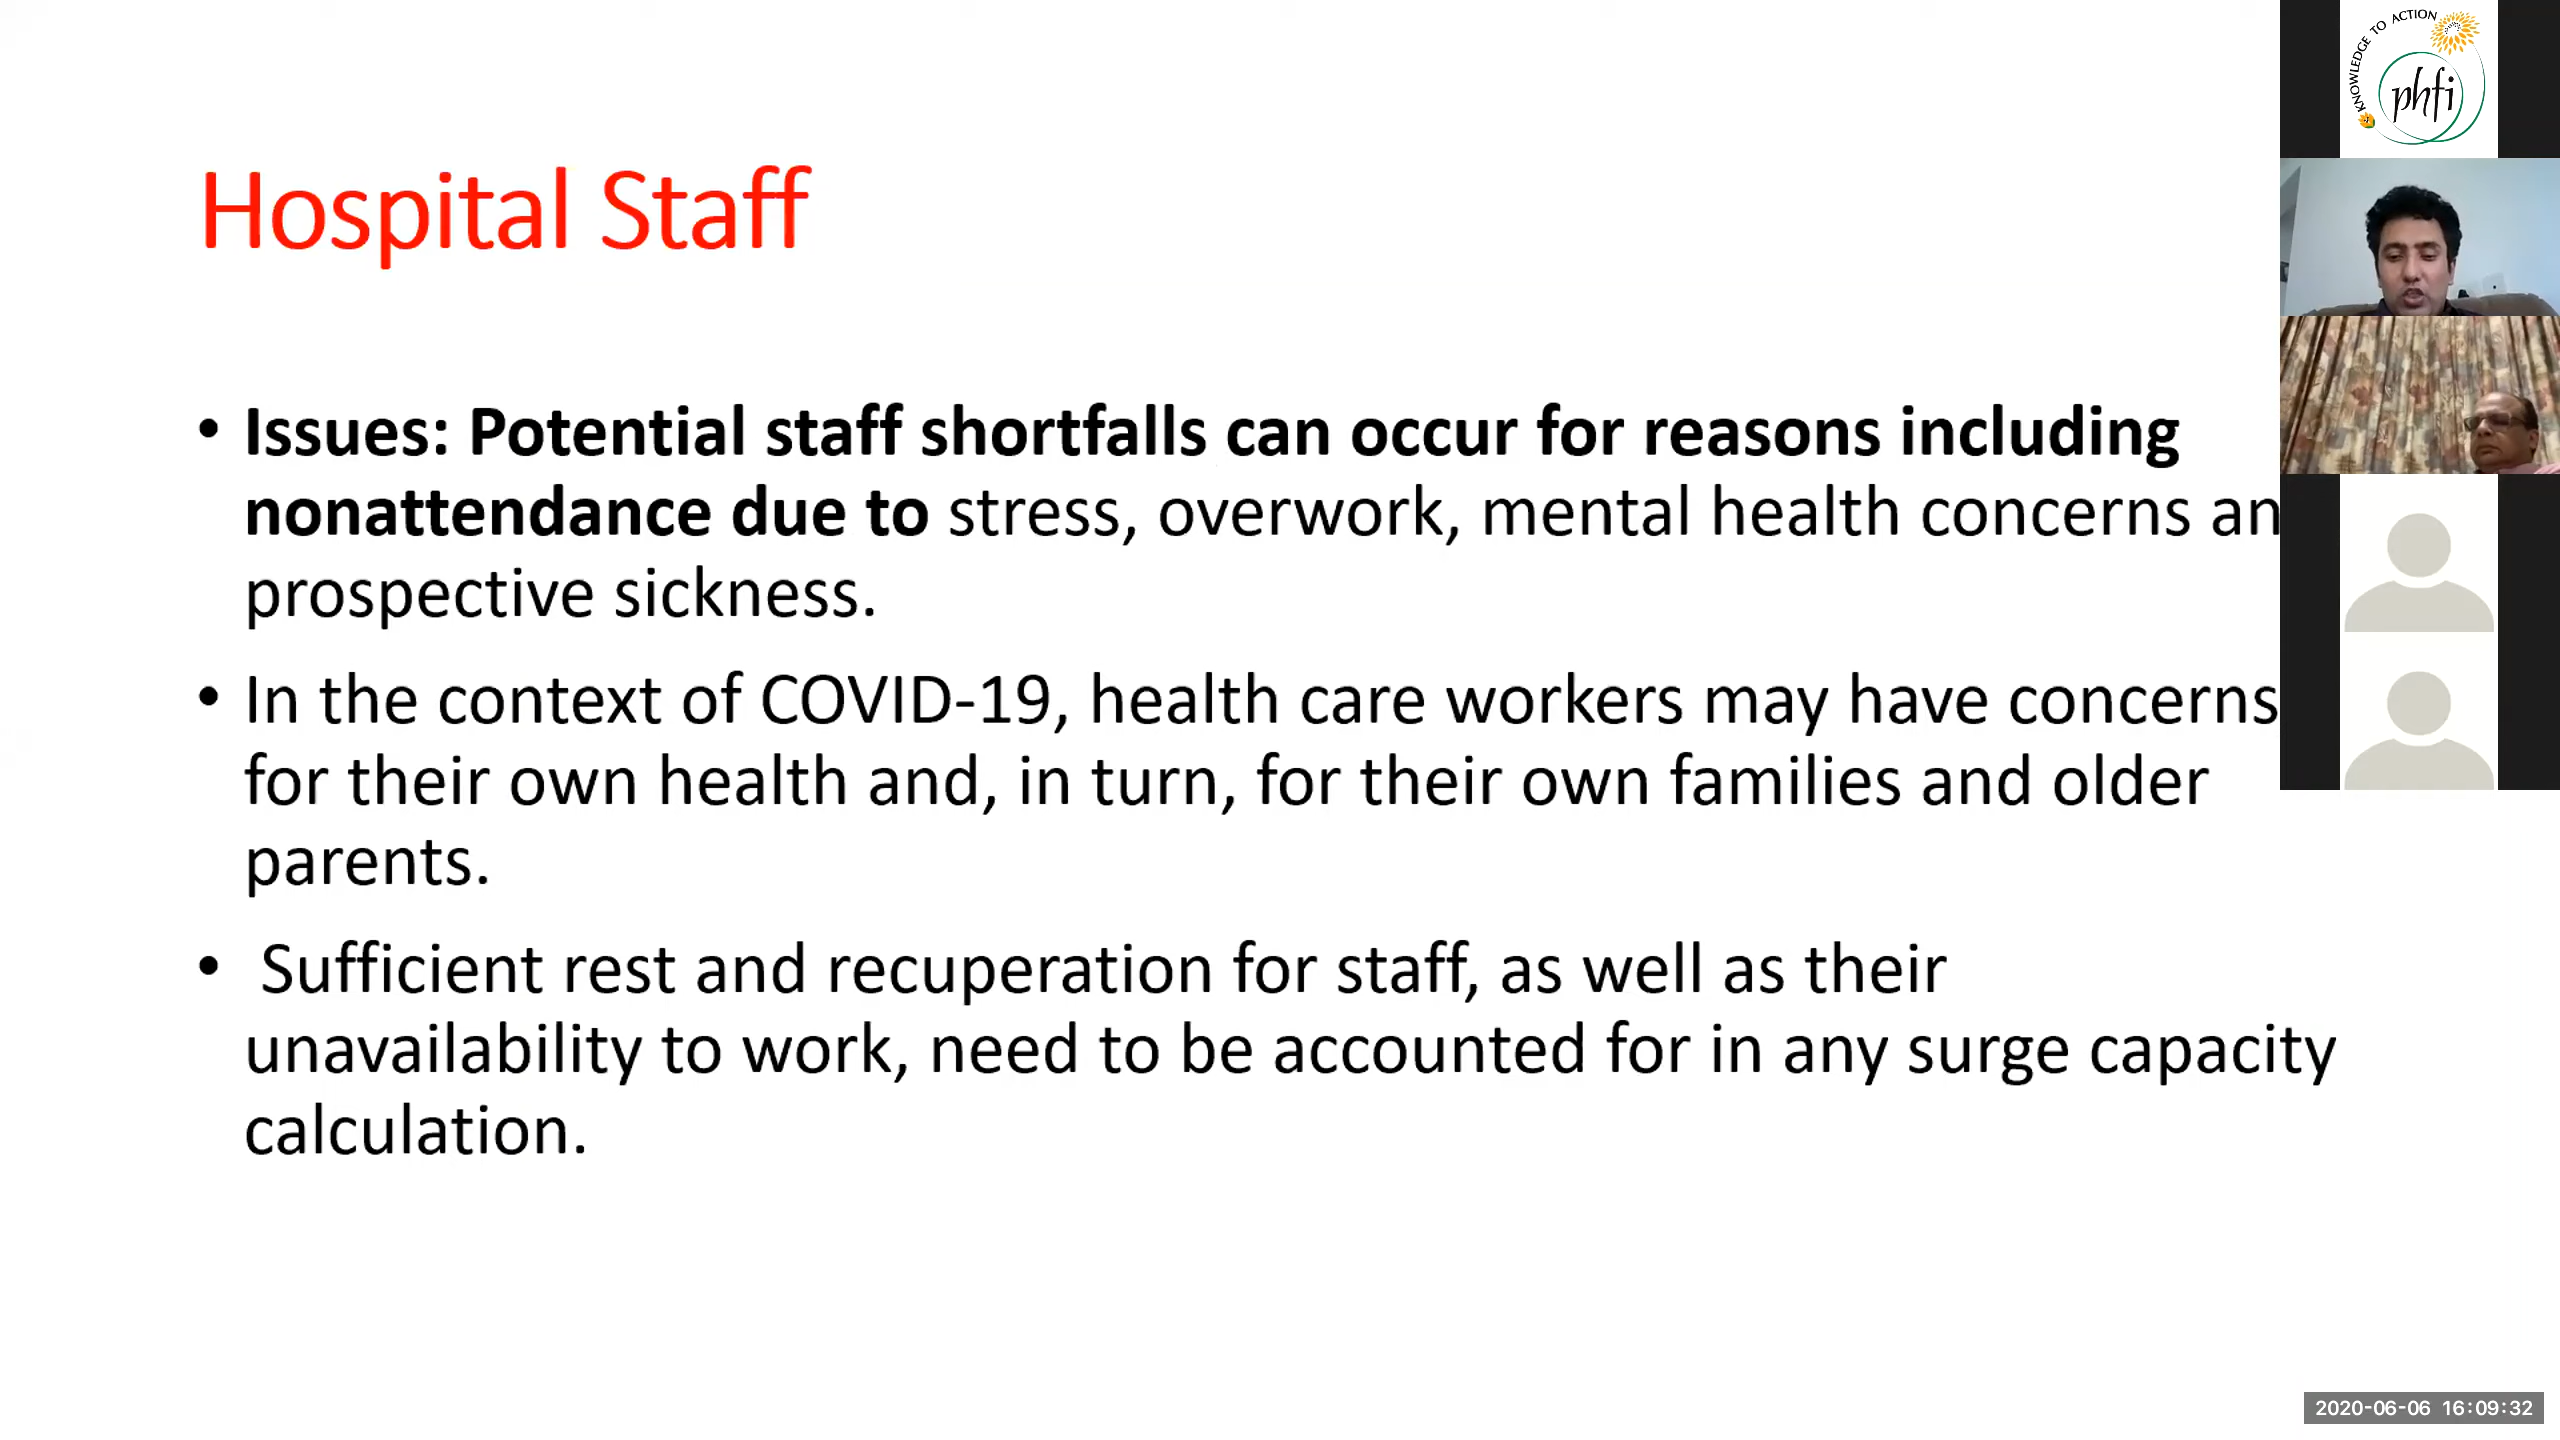 KNOWLEDGE TO ACTION
phfi
Hospital Staff
• Issues: Potential staff shortfalls can occur for reasons including
nonattendance due to stress, overwork, mental health concerns an
prospective sickness.
• In the context of COVID-19, health care workers may have concerns
for their own health and, in turn, for their own families and older
parents.
• Sufficient rest and recuperation for staff, as well as their
unavailability to work, need to be accounted for in any surge capacity
calculation.
2020-06-06 16:09:32